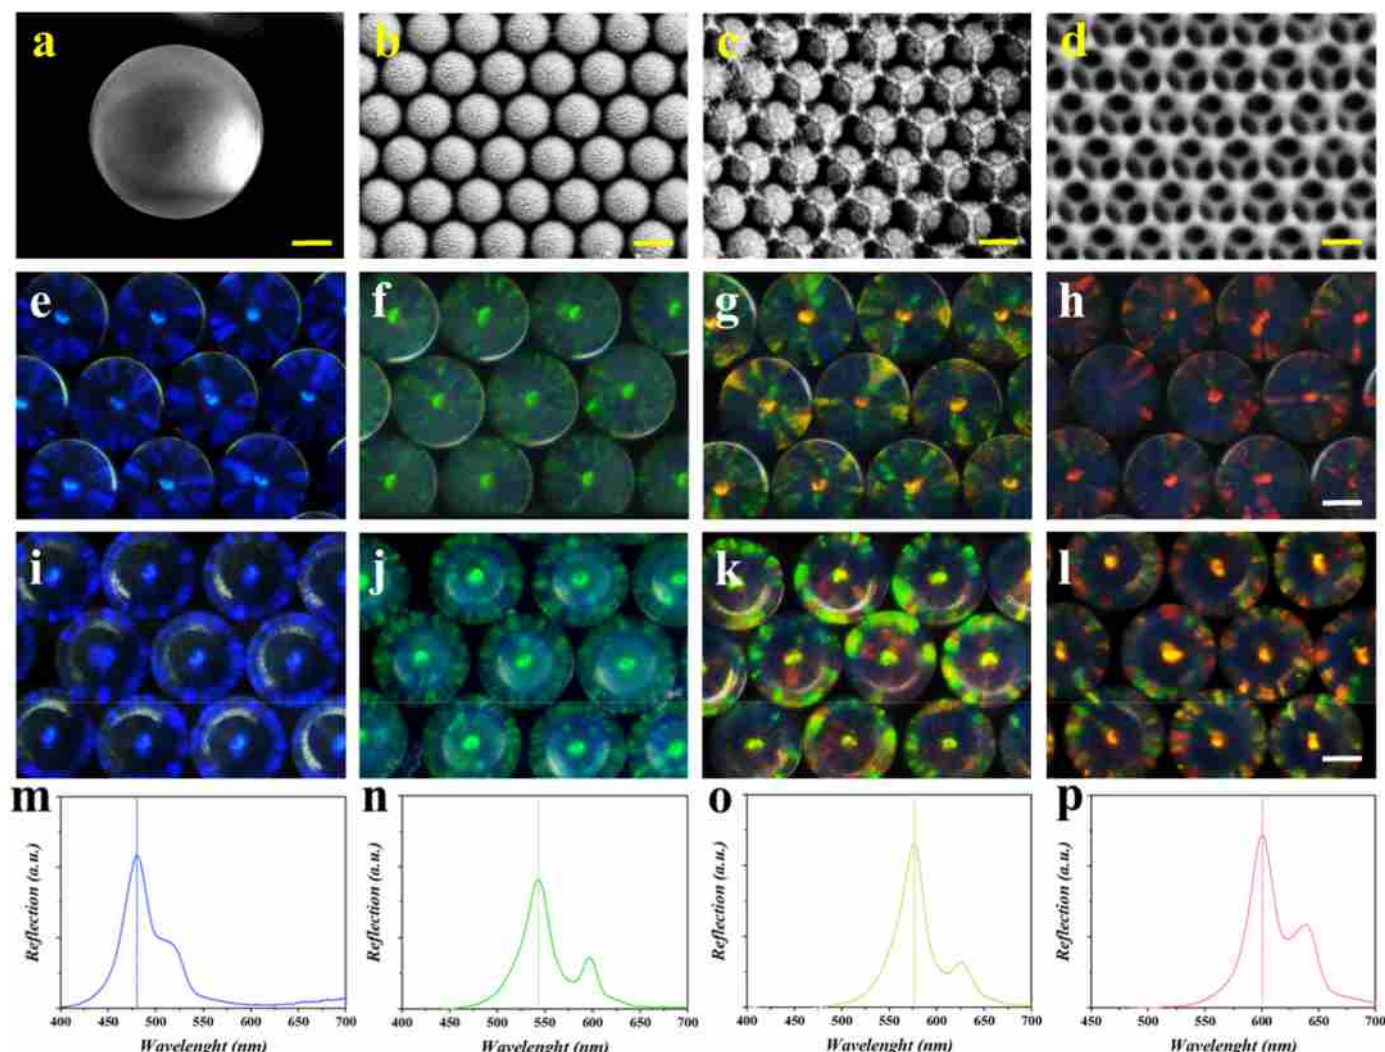 a b c d
e f g h
i j k l
m n o p
Reflection (a.u.) Reflection (a.u.) Reflection (a.u.) Reflection (a.u.)
400 450 500 550 600 650 700 400 450 500 550 600 650 700 400 450 500 550 600 650 700 450 500 550 600 650 700
Wavelenght (nm) Wavelenght (nm) Wavelenght (nm) Wavelenght (nm)